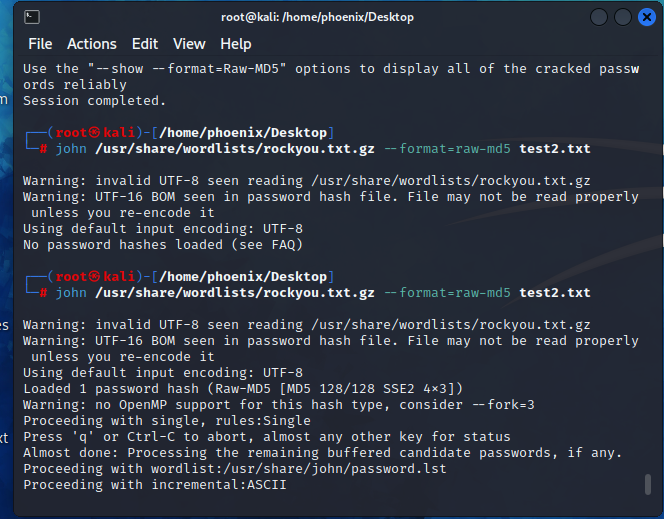 root@kali: /home/phoenix/Desktop
File Actions Edit View Help
Use the "--show --format=Raw-MD5" options to display all of the cracked passw
ords reliably
Session completed.
┌──(root㉿kali)-[/home/phoenix/Desktop]
└─# john /usr/share/wordlists/rockyou.txt.gz --format=raw-md5 test2.txt
Warning: invalid UTF-8 seen reading /usr/share/wordlists/rockyou.txt.gz
Warning: UTF-16 BOM seen in password hash file. File may not be read properly
unless you re-encode it
Using default input encoding: UTF-8
No password hashes loaded (see FAQ)
┌──(root㉿kali)-[/home/phoenix/Desktop]
└─# john /usr/share/wordlists/rockyou.txt.gz --format=raw-md5 test2.txt
Warning: invalid UTF-8 seen reading /usr/share/wordlists/rockyou.txt.gz
Warning: UTF-16 BOM seen in password hash file. File may not be read properly
unless you re-encode it
Using default input encoding: UTF-8
Loaded 1 password hash (Raw-MD5 [MD5 128/128 SSE2 4×3])
Warning: no OpenMP support for this hash type, consider --fork=3
Proceeding with single, rules:Single
Press 'q' or Ctrl-C to abort, almost any other key for status
Almost done: Processing the remaining buffered candidate passwords, if any.
Proceeding with wordlist:/usr/share/john/password.lst
Proceeding with incremental:ASCII